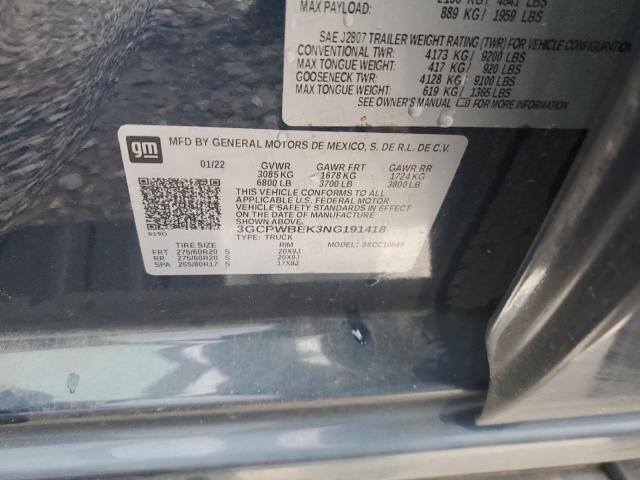 MAX PAYLOAD: 889 KG / 1959 LBS
SAE J2807 TRAILER WEIGHT RATING (TWR) FOR VEHICLE CONFIGURATION
CONVENTIONAL TWR: 4173 KG / 9200 LBS
MAX TONGUE WEIGHT: 417 KG / 920 LBS
GOOSENECK TWR: 4128 KG / 9100 LBS
MAX TONGUE WEIGHT: 619 KG / 1365 LBS
SEE OWNER'S MANUAL FOR MORE INFORMATION
gm MFD BY GENERAL MOTORS DE MEXICO, S. DE R.L. DE C.V.
01/22 GVWR GAWR FRT GAWR RR
3085 KG 1678 KG 1724 KG
6800 LB 3700 LB 3800 LB
THIS VEHICLE CONFORMS TO ALL
APPLICABLE U.S. FEDERAL MOTOR VEHICLE
SAFETY STANDARDS IN EFFECT ON THE
DATE OF MANUFACTURE SHOWN ABOVE.
3GCPWBEK3NG191418
TYPE: TRUCK
TIRE SIZE RIM MODEL:
FRT 275/60R20 S 20X9J
RR 275/60R20 S 20X9J
SPA 255/80R17 S